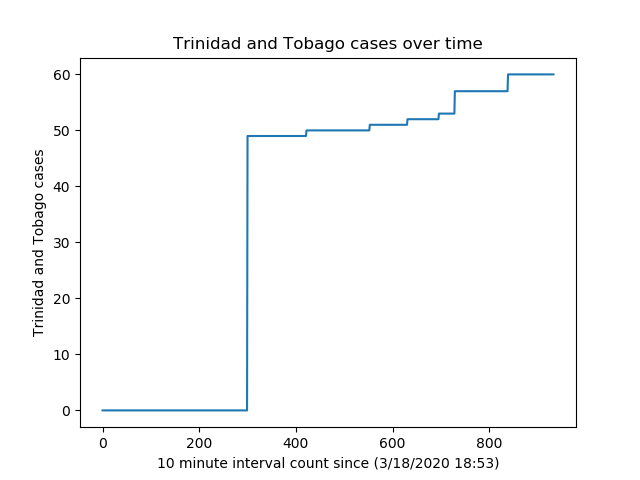 Trinidad and Tobago cases over time
60
50
40
30
20
10
0
Trinidad and Tobago cases
0 200 400 600 800
10 minute interval count since (3/18/2020 18:53)